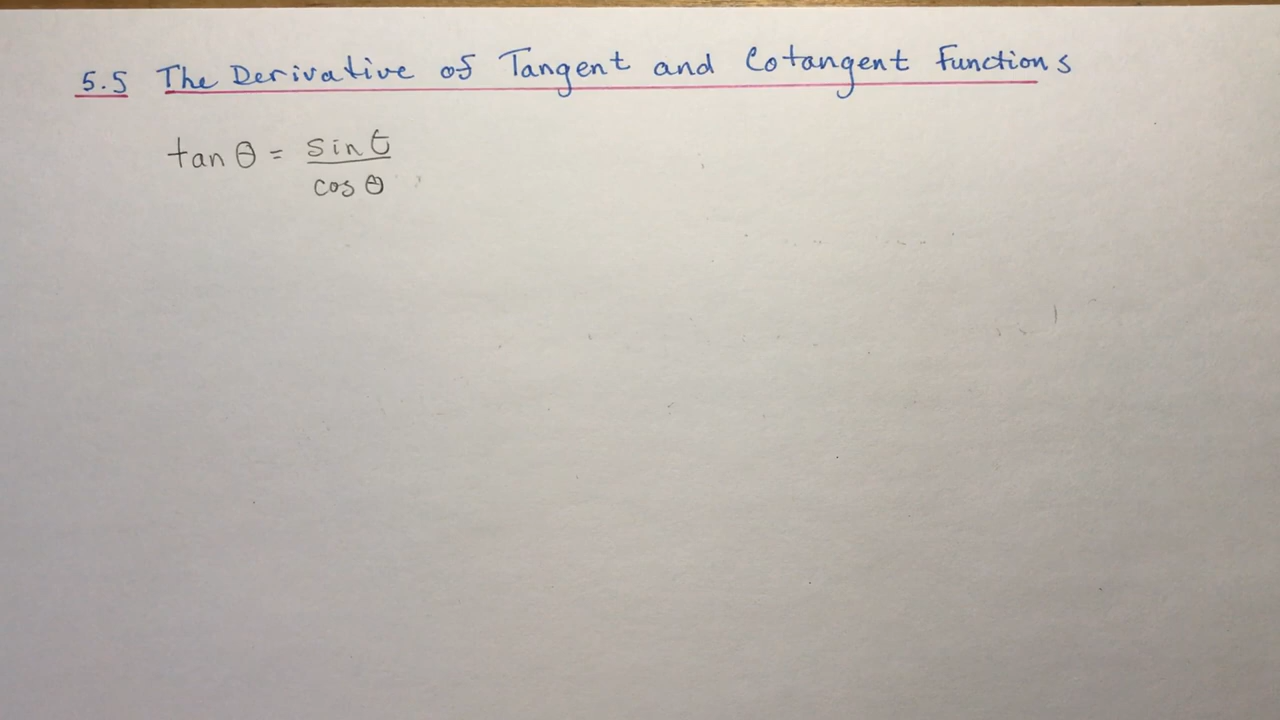 5.5 The Derivative of Tangent and Cotangent Functions
tan θ = sin t
cos θ